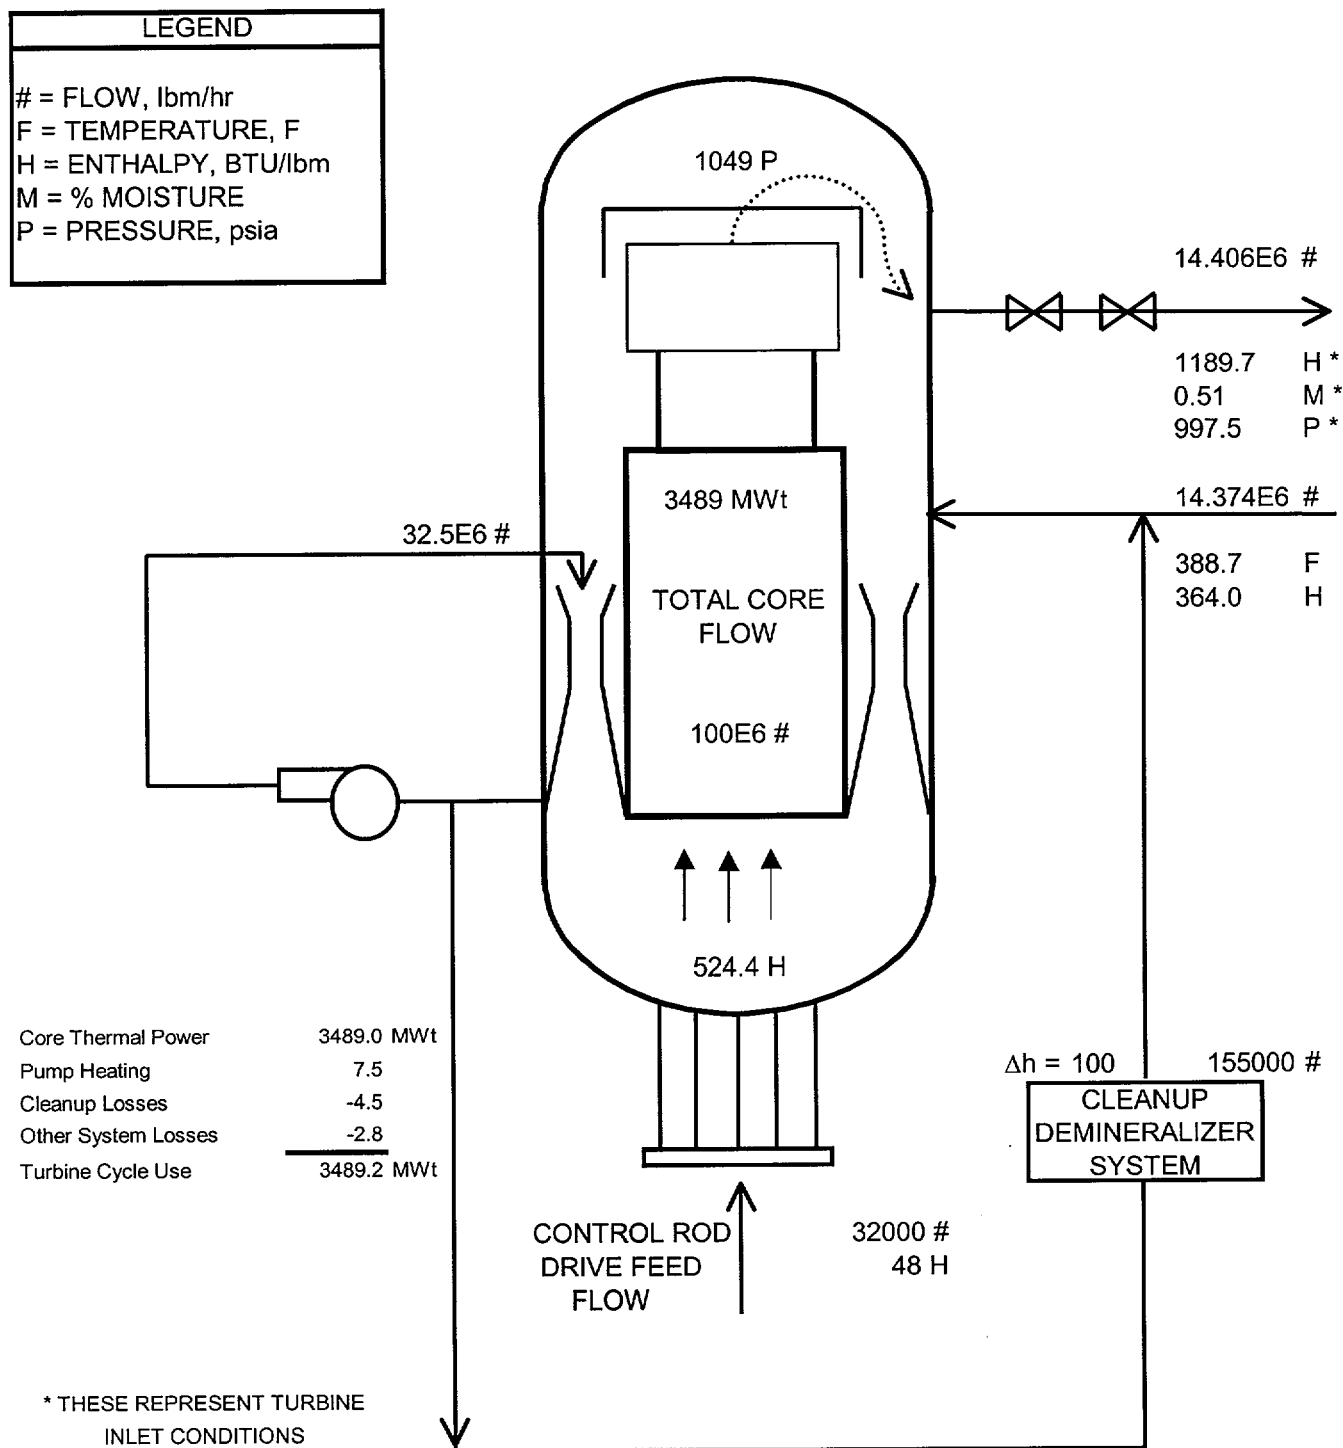 LEGEND
# = FLOW, lbm/hr
F = TEMPERATURE, F
H = ENTHALPY, BTU/lbm
M = % MOISTURE
P = PRESSURE, psia
1049 P
14.406E6 #
1189.7 H *
0.51 M *
997.5 P *
3489 MWt
14.374E6 #
32.5E6 #
388.7 F
364.0 H
TOTAL CORE
FLOW
100E6 #
524.4 H
Core Thermal Power 3489.0 MWt
Pump Heating 7.5
Cleanup Losses -4.5
Other System Losses -2.8
Turbine Cycle Use 3489.2 MWt
Δh = 100 155000 #
CLEANUP
DEMINERALIZER
SYSTEM
CONTROL ROD 32000 #
DRIVE FEED 48 H
FLOW
* THESE REPRESENT TURBINE
INLET CONDITIONS